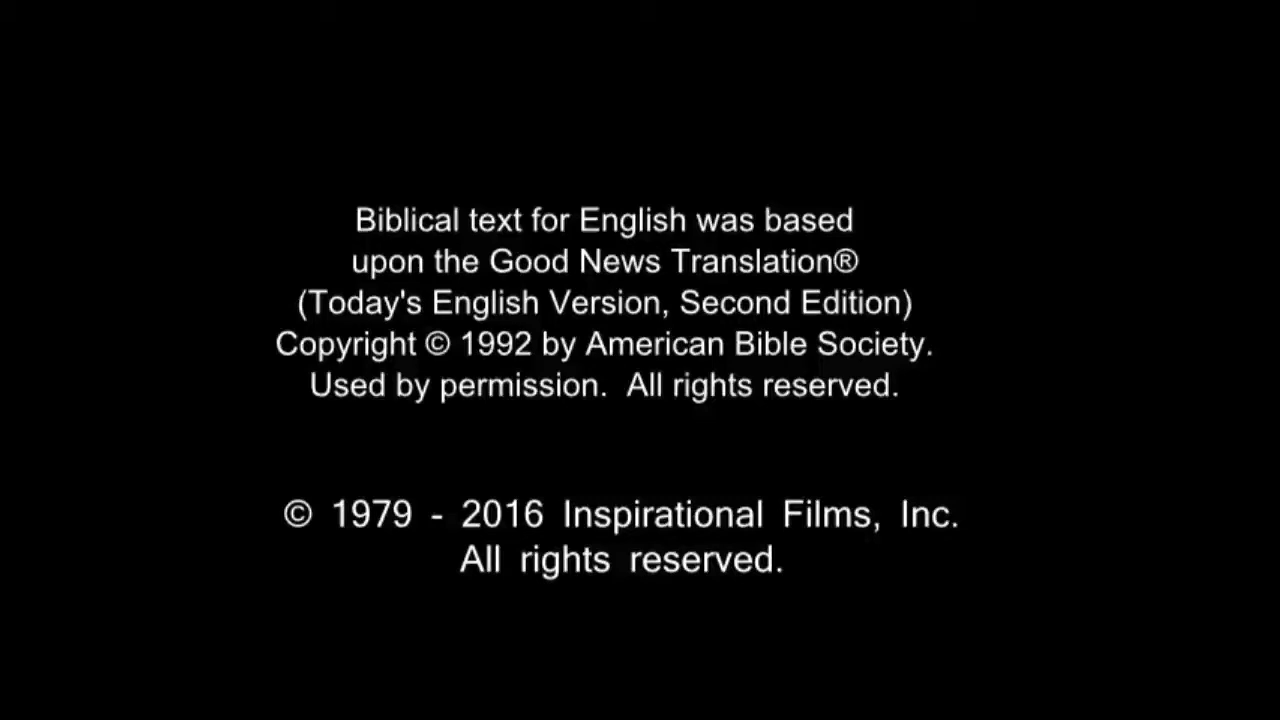 Biblical text for English was based
upon the Good News Translation®
(Today's English Version, Second Edition)
Copyright © 1992 by American Bible Society.
Used by permission.  All rights reserved.
© 1979 - 2016 Inspirational Films, Inc.
All rights reserved.